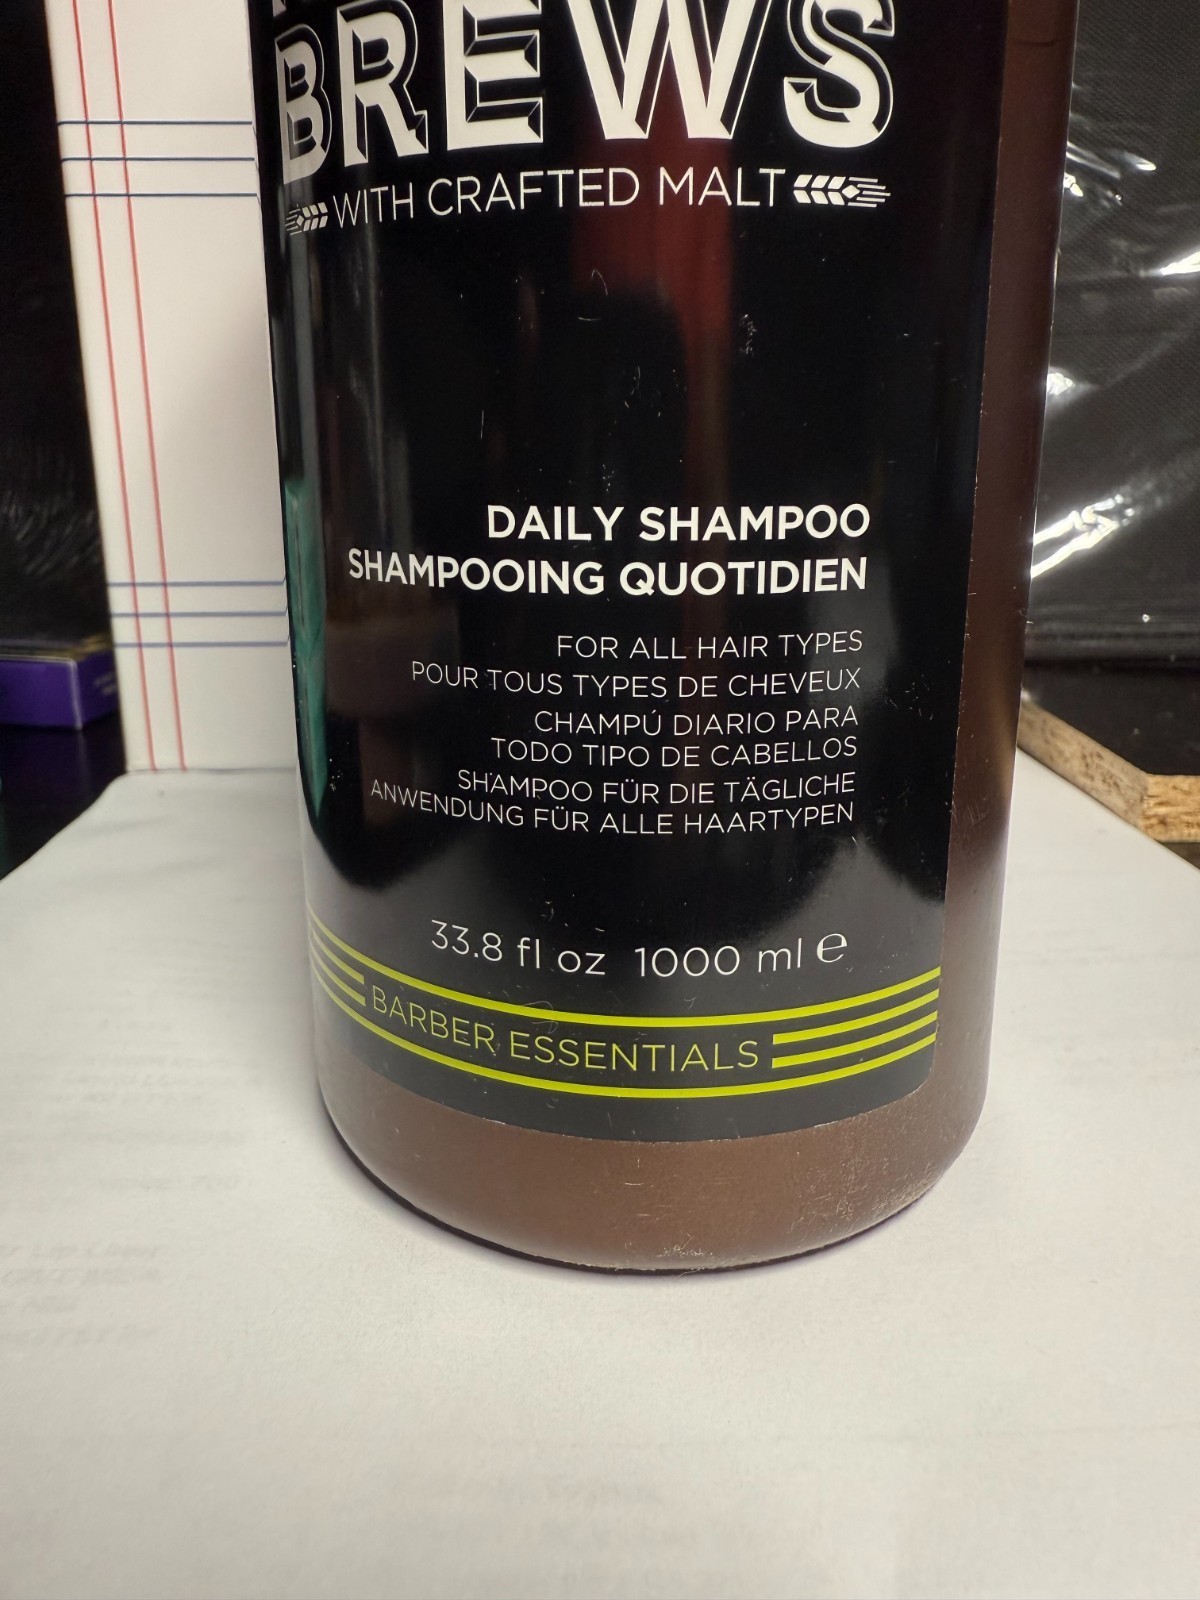 BREWS
WITH CRAFTED MALT
DAILY SHAMPOO
SHAMPOOING QUOTIDIEN
FOR ALL HAIR TYPES
POUR TOUS TYPES DE CHEVEUX
CHAMPÚ DIARIO PARA
TODO TIPO DE CABELLOS
SHAMPOO FÜR DIE TÄGLICHE
ANWENDUNG FÜR ALLE HAARTYPEN
33.8 fl oz 1000 ml ℮
BARBER ESSENTIALS